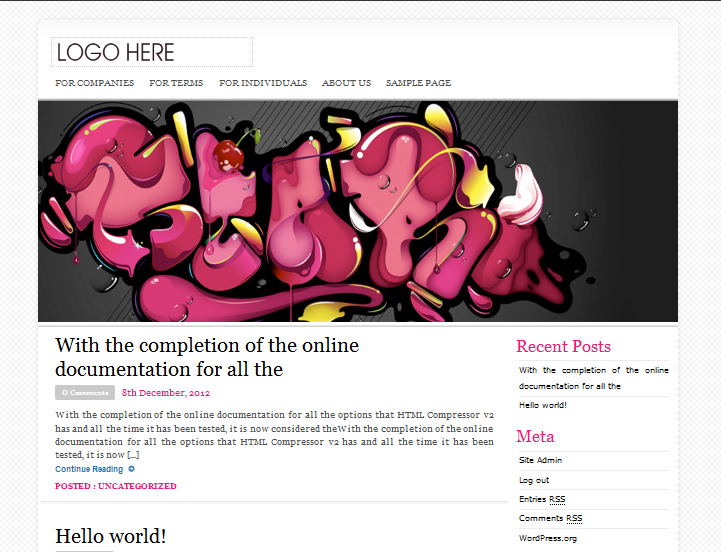 LOGO HERE
FOR COMPANIES FOR TERMS FOR INDIVIDUALS ABOUT US SAMPLE PAGE
With the completion of the online
documentation for all the
0 Comments 8th December, 2012
With the completion of the online documentation for all the options that HTML Compressor v2
has and all the time it has been tested, it is now considered theWith the completion of the online
documentation for all the options that HTML Compressor v2 has and all the time it has been
tested, it is now [...]
Continue Reading
POSTED : UNCATEGORIZED
Hello world!
Recent Posts
With the completion of the online
documentation for all the
Hello world!
Meta
Site Admin
Log out
Entries RSS
Comments RSS
WordPress.org